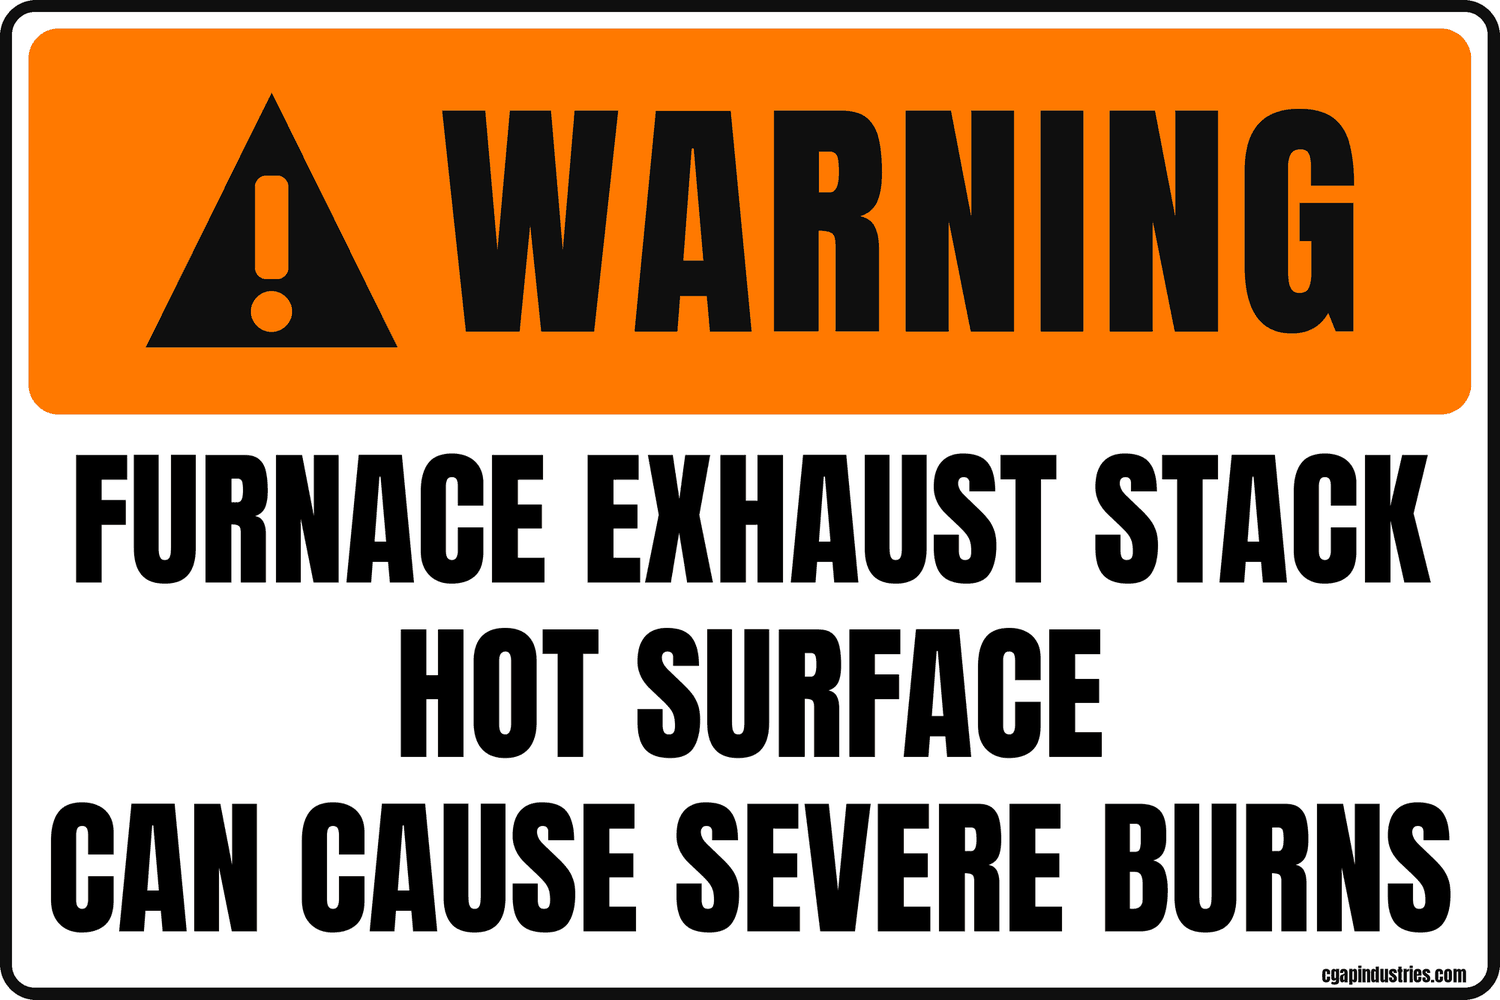 WARNING
FURNACE EXHAUST STACK
HOT SURFACE
CAN CAUSE SEVERE BURNS
cgapindustries.com